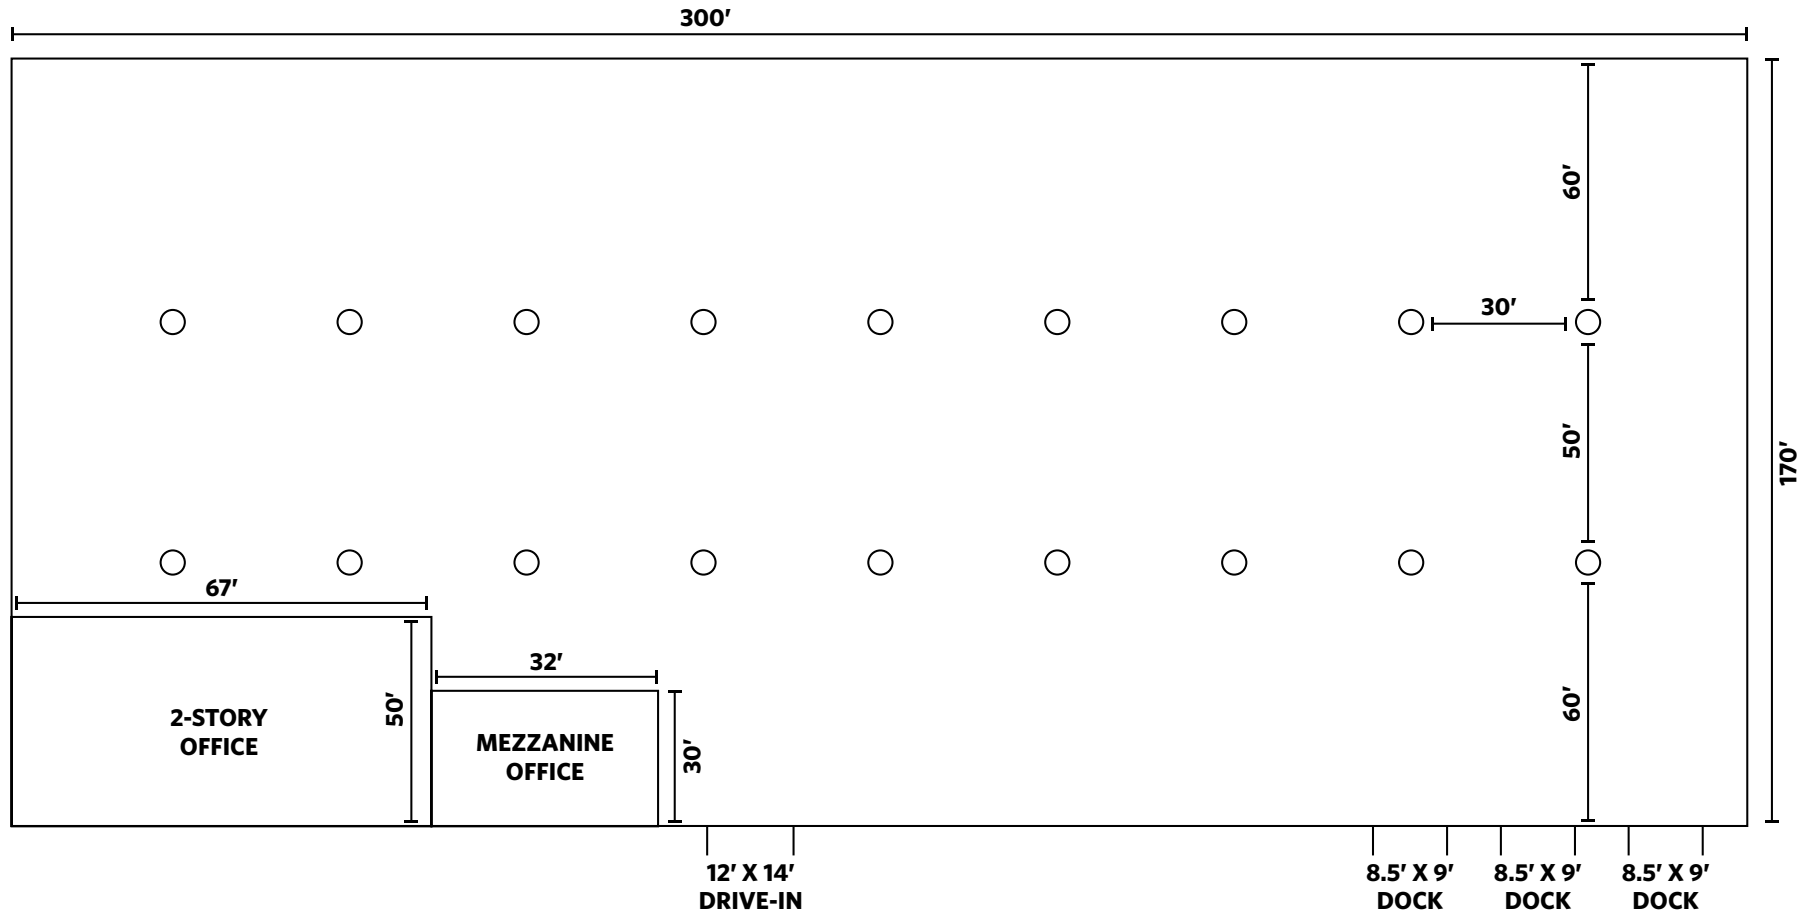 300'
60'
30'
50'
170'
67'
32'
50'
2-STORY
OFFICE
MEZZANINE
OFFICE
30'
60'
12' X 14'
DRIVE-IN
8.5' X 9'
DOCK
8.5' X 9'
DOCK
8.5' X 9'
DOCK